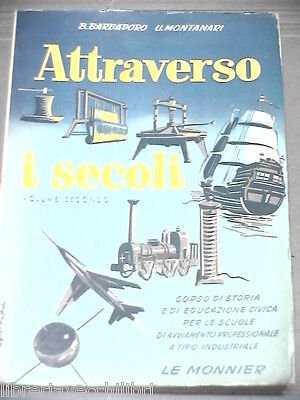 B. BARBADORO U. MONTANARI
Attraverso
i secoli
VOLUME SECONDO
CORSO DI STORIA
E DI EDUCAZIONE CIVICA
PER LE SCUOLE
DI AVVIAMENTO PROFESSIONALE
A TIPO INDUSTRIALE
LE MONNIER
libreriavecchilibri